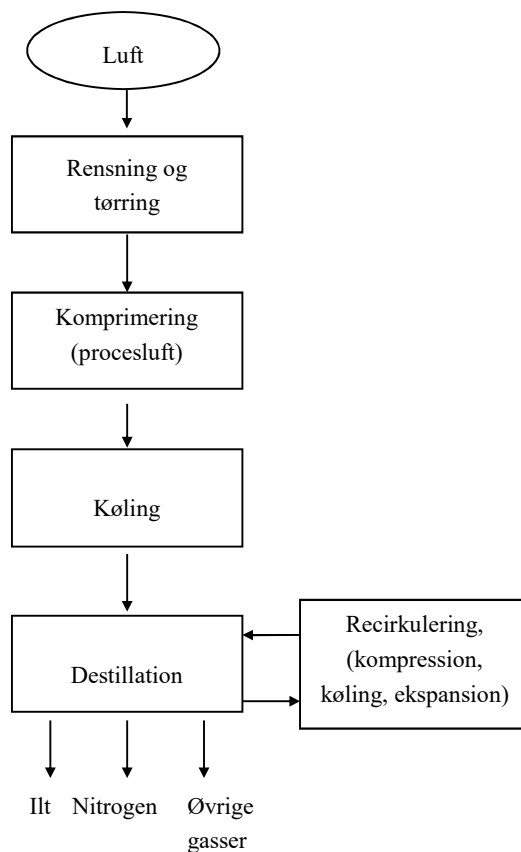 Luft
Rensning og
tørring
Komprimering
(procesluft)
Køling
Destillation
Recirkulering,
(kompression,
køling, ekspansion)
Ilt
Nitrogen
Øvrige
gasser